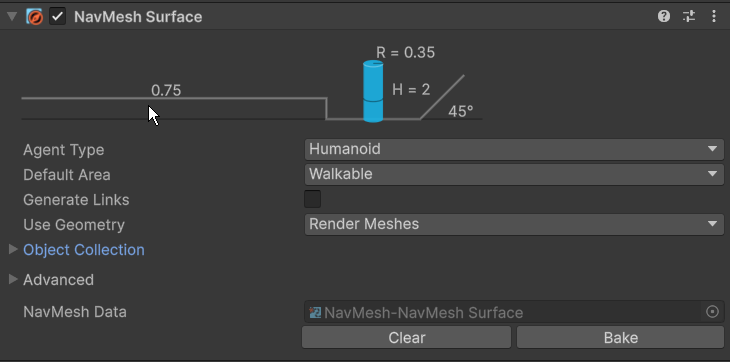 NavMesh Surface
R = 0.35
0.75
H = 2
45°
Agent Type Humanoid
Default Area Walkable
Generate Links
Use Geometry Render Meshes
Object Collection
Advanced
NavMesh Data NavMesh-NavMesh Surface
Clear Bake